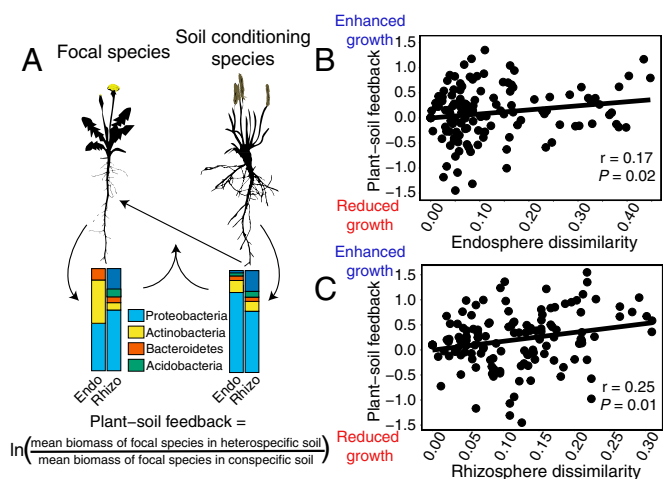 A
Focal species
Soil conditioning
species
Proteobacteria
Actinobacteria
Bacteroidetes
Acidobacteria
Endo
Rhizo
Endo
Rhizo
Plant–soil feedback =
ln(mean biomass of focal species in heterospecific soil
mean biomass of focal species in conspecific soil)
B
Enhanced
growth
Plant–soil feedback
1.5
1.0
0.5
0.0
−0.5
−1.0
−1.5
Reduced
growth
r = 0.17
P = 0.02
0.00
0.10
0.20
0.30
0.40
Endosphere dissimilarity
C
Enhanced
growth
Plant–soil feedback
1.5
1.0
0.5
0.0
−0.5
−1.0
−1.5
Reduced
growth
r = 0.25
P = 0.01
0.00
0.05
0.10
0.15
0.20
0.25
0.30
Rhizosphere dissimilarity